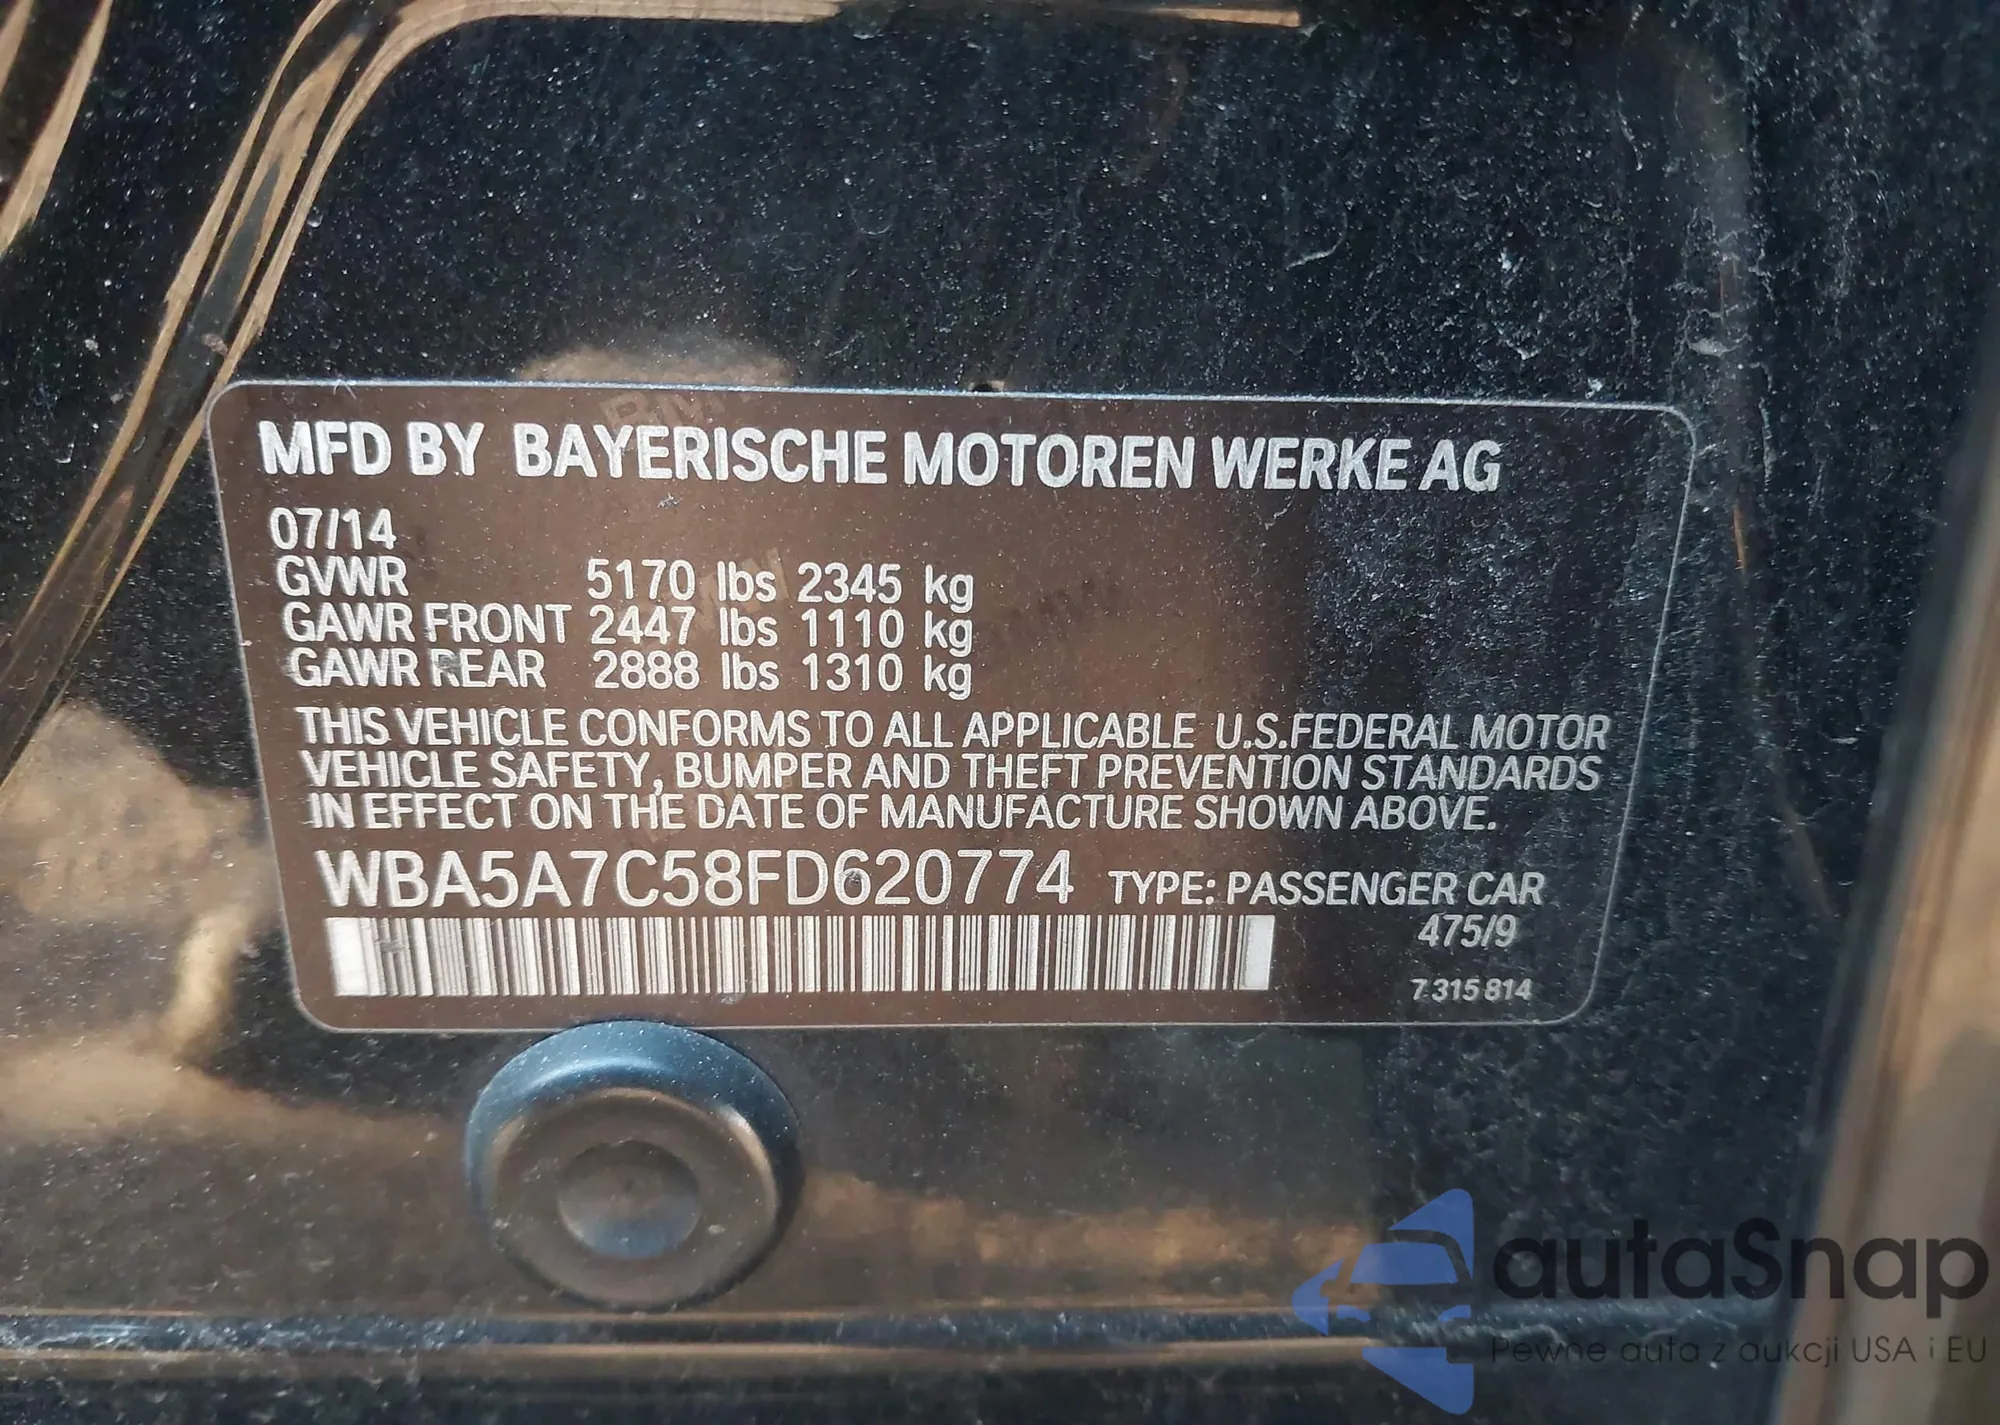 MFD BY BAYERISCHE MOTOREN WERKE AG
07/14
GVWR 5170 lbs 2345 kg
GAWR FRONT 2447 lbs 1110 kg
GAWR REAR 2888 lbs 1310 kg
THIS VEHICLE CONFORMS TO ALL APPLICABLE U.S.FEDERAL MOTOR
VEHICLE SAFETY, BUMPER AND THEFT PREVENTION STANDARDS
IN EFFECT ON THE DATE OF MANUFACTURE SHOWN ABOVE.
WBA5A7C58FD620774 TYPE: PASSENGER CAR
475/9
7 315 814
autaSnap
Pewne auta z aukcji USA i EU